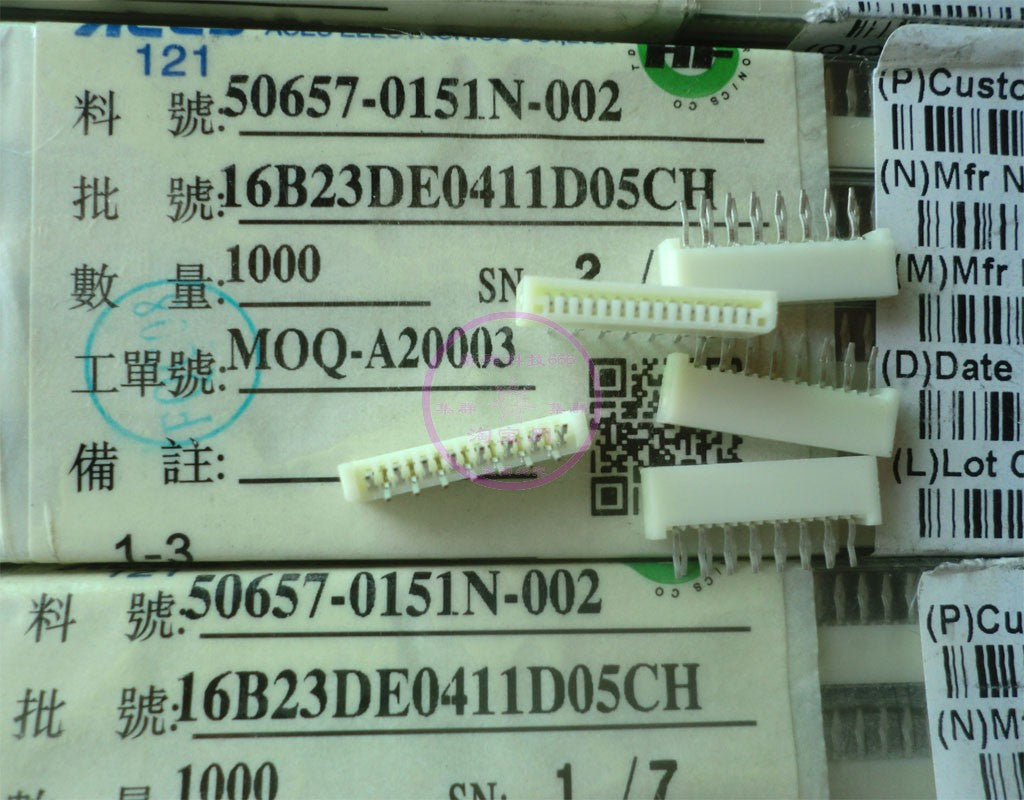 121
料 號:50657-0151N-002
批 號:16B23DE0411D05CH
數 量:1000 SN
工單號:MOQ-A20003
備 註:
1-3
(P)Custo
(N)Mfr N
(M)Mfr
(D)Date
(L)Lot C
料 號:50657-0151N-002
批 號:16B23DE0411D05CH
數 量:1000 SN: 1 /7
(P)Cu
(N)M